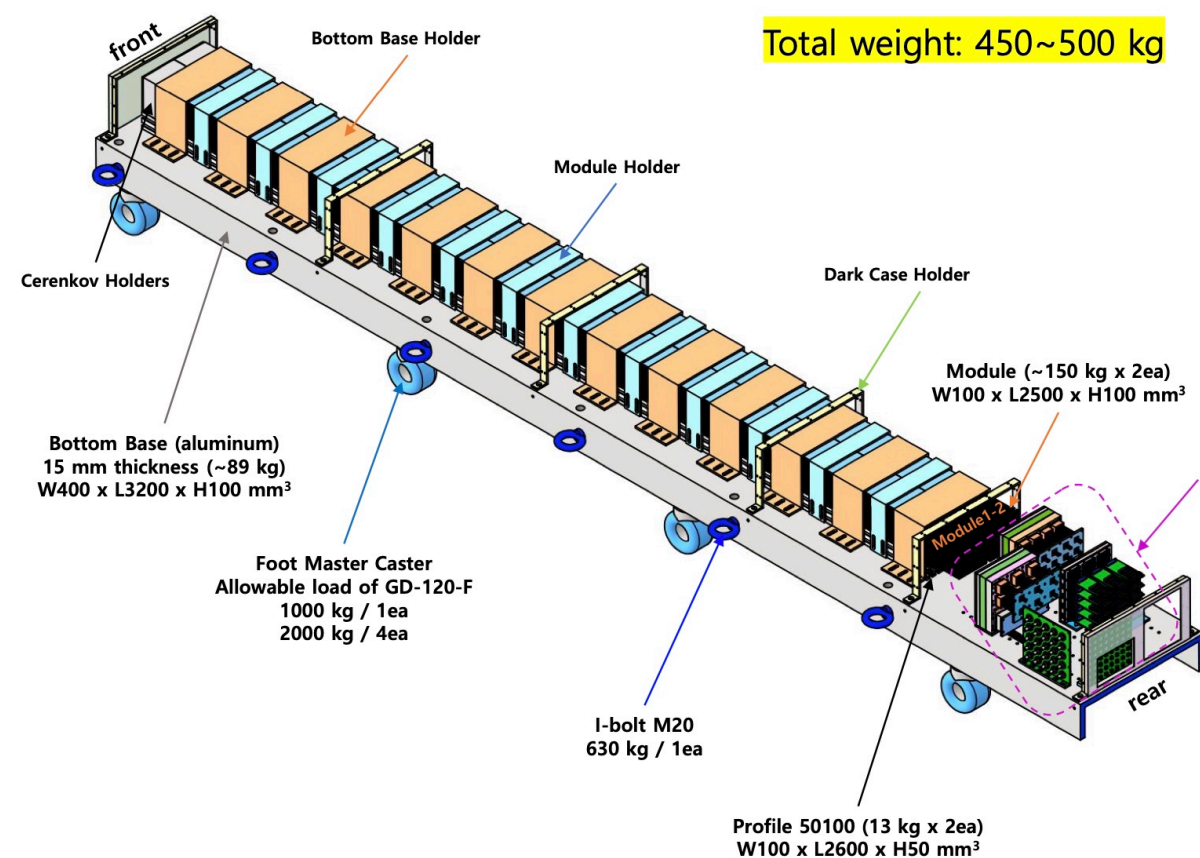 Total weight: 450~500 kg
front
Bottom Base Holder
Module Holder
Cerenkov Holders
Dark Case Holder
Module (~150 kg x 2ea)
W100 x L2500 x H100 mm³
Bottom Base (aluminum)
15 mm thickness (~89 kg)
W400 x L3200 x H100 mm³
Module1-2
Foot Master Caster
Allowable load of GD-120-F
1000 kg / 1ea
2000 kg / 4ea
rear
I-bolt M20
630 kg / 1ea
Profile 50100 (13 kg x 2ea)
W100 x L2600 x H50 mm³